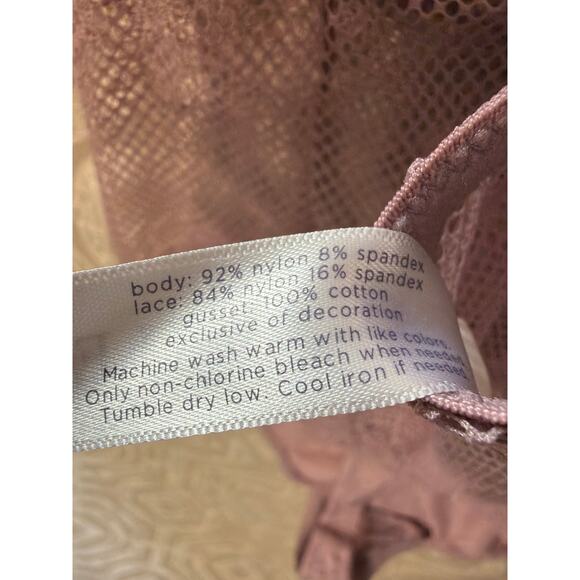 body: 92% nylon 8% spandex
lace: 84% nylon 16% spandex
gusset: 100% cotton
exclusive of decoration
Machine wash warm with like colors.
Only non-chlorine bleach when needed.
Tumble dry low. Cool iron if needed.